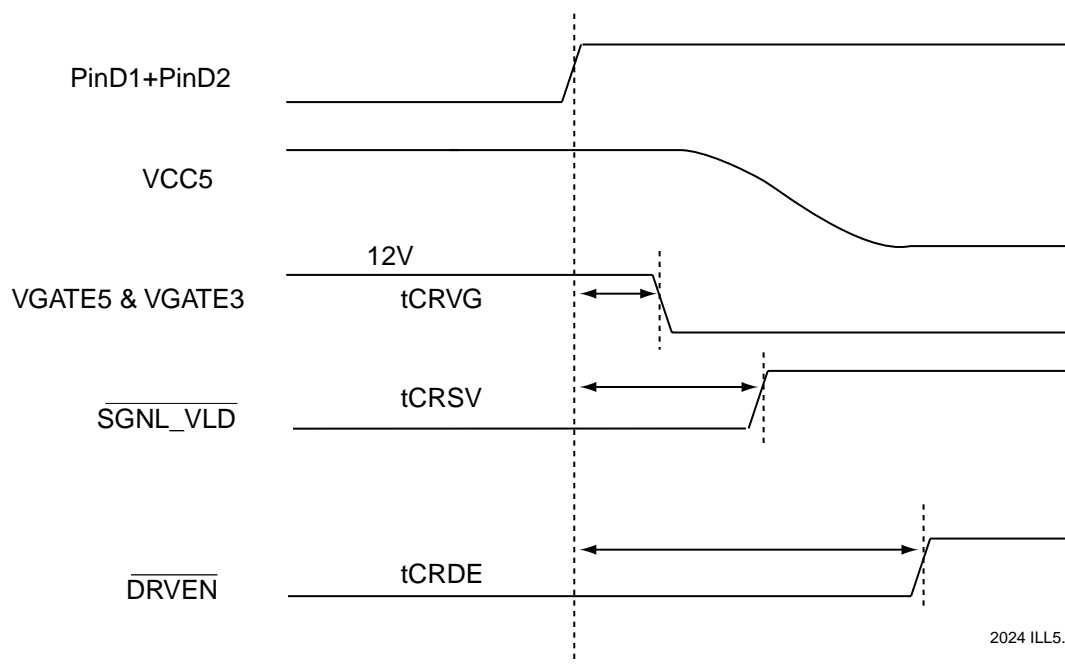 PinD1+PinD2
VCC5
12V
VGATE5 & VGATE3
tCRVG
tCRSV
SGNL_VLD
tCRDE
DRVEN
2024 ILL5.